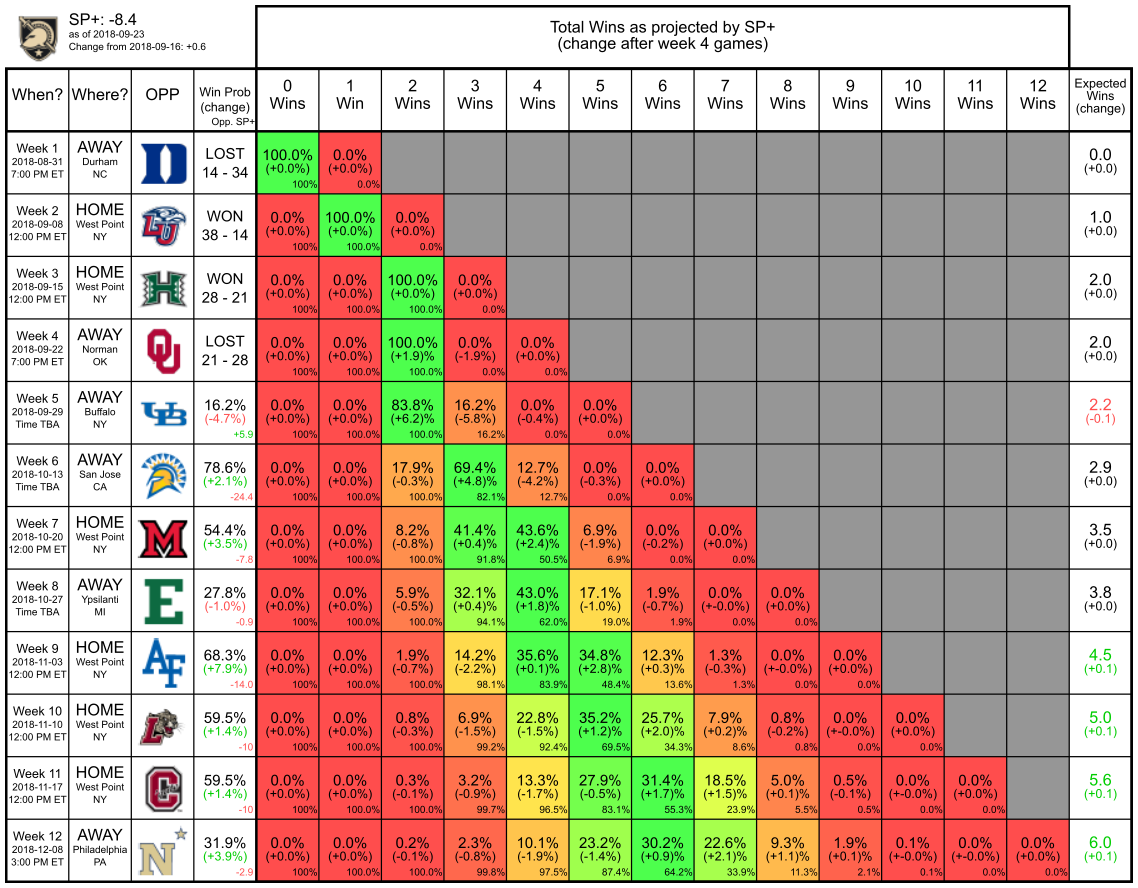 SP+: -8.4
as of 2018-09-23
Change from 2018-09-16: +0.6
Total Wins as projected by SP+
(change after week 4 games)
When? Where? OPP Win Prob (change) Opp. SP+ 0 Wins 1 Win 2 Wins 3 Wins 4 Wins 5 Wins 6 Wins 7 Wins 8 Wins 9 Wins 10 Wins 11 Wins 12 Wins Expected Wins (change)
Week 1 AWAY LOST 100.0% 0.0% 0.0
2018-08-31 Durham D 14 - 34 (+0.0%) (+0.0%) (+0.0)
7:00 PM ET NC 100% 0.0%
Week 2 HOME WON 0.0% 100.0% 0.0% 1.0
2018-09-08 West Point LU 38 - 14 (+0.0%) (+0.0%) (+0.0%) (+0.0)
12:00 PM ET NY 100% 100.0% 0.0%
Week 3 HOME WON 0.0% 0.0% 100.0% 0.0% 2.0
2018-09-15 West Point H 28 - 21 (+0.0%) (+0.0%) (+0.0%) (+0.0%) (+0.0)
12:00 PM ET NY 100% 100.0% 100.0% 0.0%
Week 4 AWAY LOST 0.0% 0.0% 100.0% 0.0% 0.0% 2.0
2018-09-22 Norman OU 21 - 28 (+0.0%) (+0.0%) (+1.9)% (-1.9%) (+0.0%) (+0.0)
7:00 PM ET OK 100% 100.0% 100.0% 0.0% 0.0%
Week 5 AWAY 16.2% 0.0% 0.0% 83.8% 16.2% 0.0% 0.0% 2.2
2018-09-29 Buffalo UB (-4.7%) (+0.0%) (+0.0%) (+6.2)% (-5.8%) (-0.4%) (+0.0%) (-0.1)
Time TBA NY +5.9 100% 100.0% 100.0% 16.2% 0.0% 0.0%
Week 6 AWAY 78.6% 0.0% 0.0% 17.9% 69.4% 12.7% 0.0% 0.0% 2.9
2018-10-13 San Jose (+2.1%) (+0.0%) (+0.0%) (-0.3%) (+4.8)% (-4.2%) (-0.3%) (+0.0%) (+0.0)
Time TBA CA -24.4 100% 100.0% 100.0% 82.1% 12.7% 0.0% 0.0%
Week 7 HOME 54.4% 0.0% 0.0% 8.2% 41.4% 43.6% 6.9% 0.0% 0.0% 3.5
2018-10-20 West Point M (+3.5%) (+0.0%) (+0.0%) (-0.8%) (+0.4)% (+2.4)% (-1.9%) (-0.2%) (+0.0%) (+0.0)
12:00 PM ET NY -7.8 100% 100.0% 100.0% 91.8% 50.5% 6.9% 0.0% 0.0%
Week 8 AWAY 27.8% 0.0% 0.0% 5.9% 32.1% 43.0% 17.1% 1.9% 0.0% 0.0% 3.8
2018-10-27 Ypsilanti E (-1.0%) (+0.0%) (+0.0%) (-0.5%) (+0.4)% (+1.8)% (-1.0%) (-0.7%) (+-0.0%) (+0.0%) (+0.0)
Time TBA MI -0.9 100% 100.0% 100.0% 94.1% 62.0% 19.0% 1.9% 0.0% 0.0%
Week 9 HOME 68.3% 0.0% 0.0% 1.9% 14.2% 35.6% 34.8% 12.3% 1.3% 0.0% 0.0% 4.5
2018-11-03 West Point AF (+7.9%) (+0.0%) (+0.0%) (-0.7%) (-2.2%) (+0.1)% (+2.8)% (+0.3)% (-0.3%) (+-0.0%) (+0.0%) (+0.1)
12:00 PM ET NY -14.0 100% 100.0% 100.0% 98.1% 83.9% 48.4% 13.6% 1.3% 0.0% 0.0%
Week 10 HOME 59.5% 0.0% 0.0% 0.8% 6.9% 22.8% 35.2% 25.7% 7.9% 0.8% 0.0% 0.0% 5.0
2018-11-10 West Point L (+1.4%) (+0.0%) (+0.0%) (-0.3%) (-1.5%) (-1.5%) (+1.2)% (+2.0)% (+0.2)% (-0.2%) (+-0.0%) (+0.0%) (+0.1)
12:00 PM ET NY -10 100% 100.0% 100.0% 99.2% 92.4% 69.5% 34.3% 8.6% 0.8% 0.0% 0.0%
Week 11 HOME 59.5% 0.0% 0.0% 0.3% 3.2% 13.3% 27.9% 31.4% 18.5% 5.0% 0.5% 0.0% 0.0% 5.6
2018-11-17 West Point C (+1.4%) (+0.0%) (+0.0%) (-0.1%) (-0.9%) (-1.7%) (-0.5%) (+1.7)% (+1.5)% (+0.1)% (-0.1%) (+-0.0%) (+0.0%) (+0.1)
12:00 PM ET NY -10 100% 100.0% 100.0% 99.7% 96.5% 83.1% 55.3% 23.9% 5.5% 0.5% 0.0% 0.0%
Week 12 AWAY 31.9% 0.0% 0.0% 0.2% 2.3% 10.1% 23.2% 30.2% 22.6% 9.3% 1.9% 0.1% 0.0% 0.0% 6.0
2018-12-08 Philadelphia N (+3.9%) (+0.0%) (+0.0%) (-0.1%) (-0.8%) (-1.9%) (-1.4%) (+0.9)% (+2.1)% (+1.1)% (+0.1)% (+-0.0%) (+-0.0%) (+0.0%) (+0.1)
3:00 PM ET PA -2.9 100% 100.0% 100.0% 99.8% 97.5% 87.4% 64.2% 33.9% 11.3% 2.1% 0.1% 0.0% 0.0%